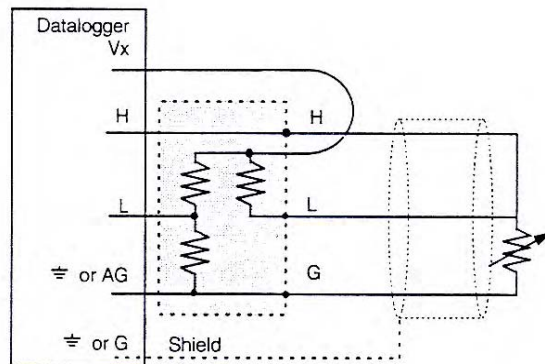 Datalogger
Vx
H H
L L
⏚ or AG G
⏚ or G Shield